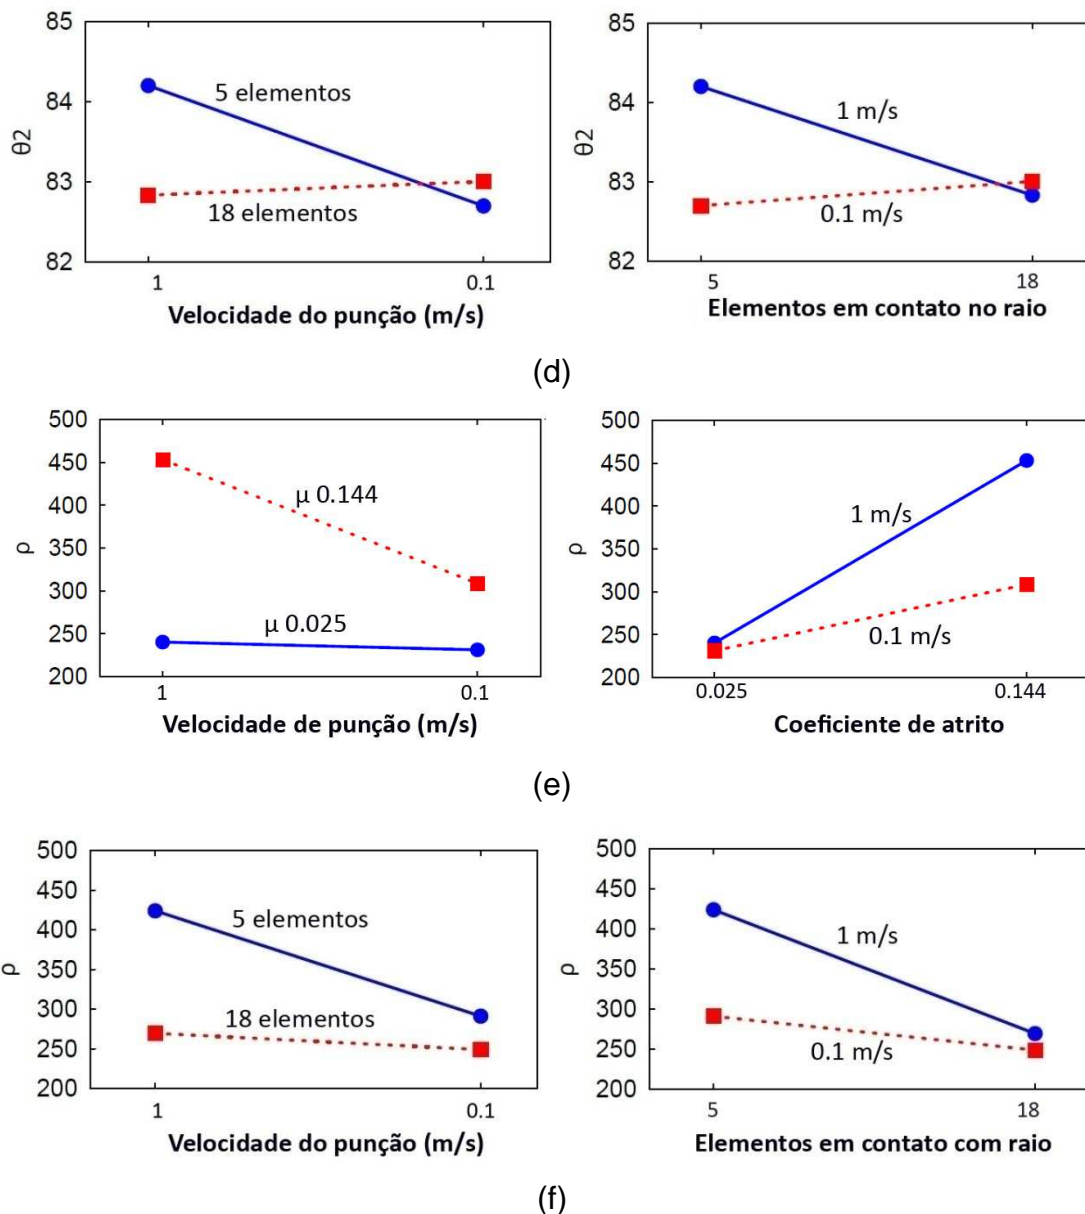 85
84
83
82
θ2
5 elementos
18 elementos
1
0.1
Velocidade do punção (m/s)
85
84
83
82
θ2
1 m/s
0.1 m/s
5
18
Elementos em contato no raio
(d)
500
450
400
350
300
250
200
ρ
μ 0.144
μ 0.025
1
0.1
Velocidade de punção (m/s)
500
450
400
350
300
250
200
ρ
1 m/s
0.1 m/s
0.025
0.144
Coeficiente de atrito
(e)
500
450
400
350
300
250
200
ρ
5 elementos
18 elementos
1
0.1
Velocidade do punção (m/s)
500
450
400
350
300
250
200
ρ
1 m/s
0.1 m/s
5
18
Elementos em contato com raio
(f)